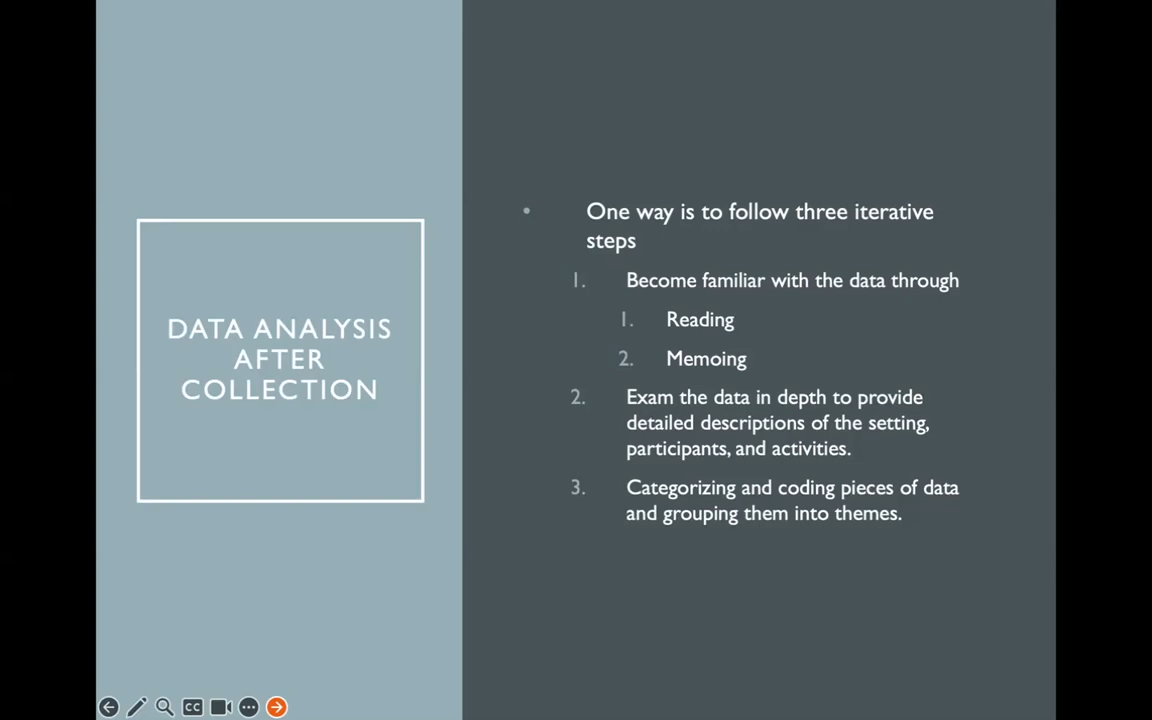 DATA ANALYSIS
AFTER
COLLECTION
• One way is to follow three iterative
steps
1. Become familiar with the data through
1. Reading
2. Memoing
2. Exam the data in depth to provide
detailed descriptions of the setting,
participants, and activities.
3. Categorizing and coding pieces of data
and grouping them into themes.
CC